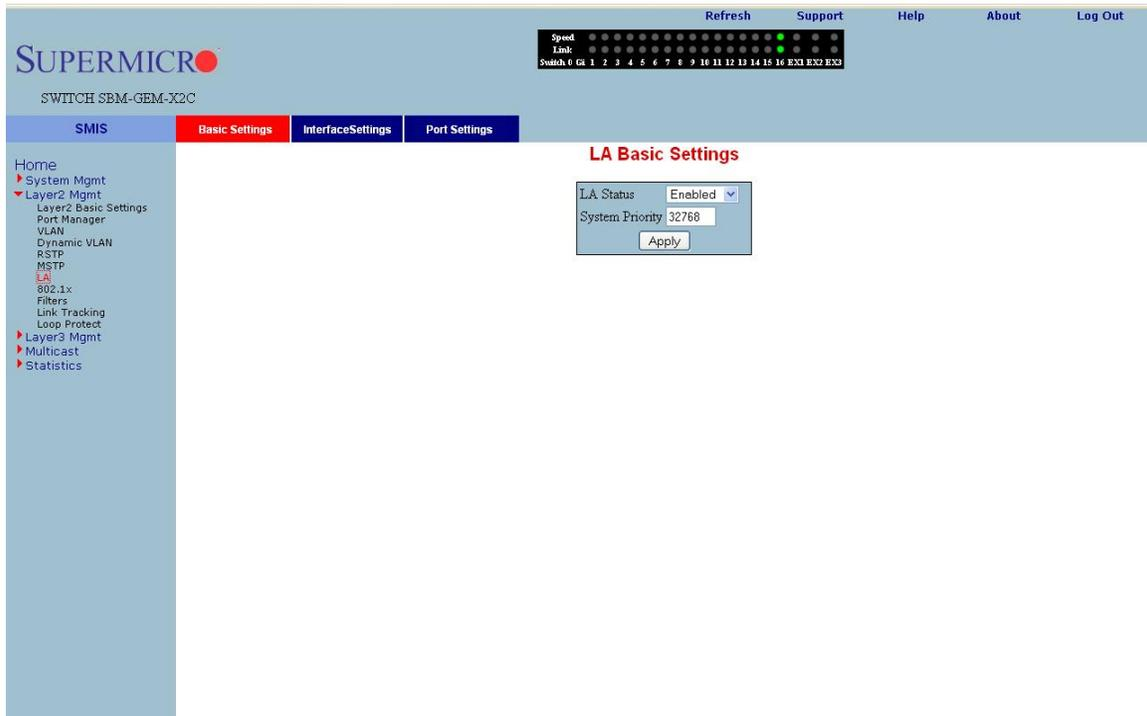 Refresh Support Help About Log Out
Speed
Link
Switch 0 Gi 1 2 3 4 5 6 7 8 9 10 11 12 13 14 15 16 EX1 EX2 EX3
SUPERMICRO
SWITCH SBM-GEM-X2C
SMIS
Basic Settings
InterfaceSettings
Port Settings
Home
System Mgmt
Layer2 Mgmt
Layer2 Basic Settings
Port Manager
VLAN
Dynamic VLAN
RSTP
MSTP
LA
802.1x
Filters
Link Tracking
Loop Protect
Layer3 Mgmt
Multicast
Statistics
LA Basic Settings
LA Status Enabled
System Priority 32768
Apply